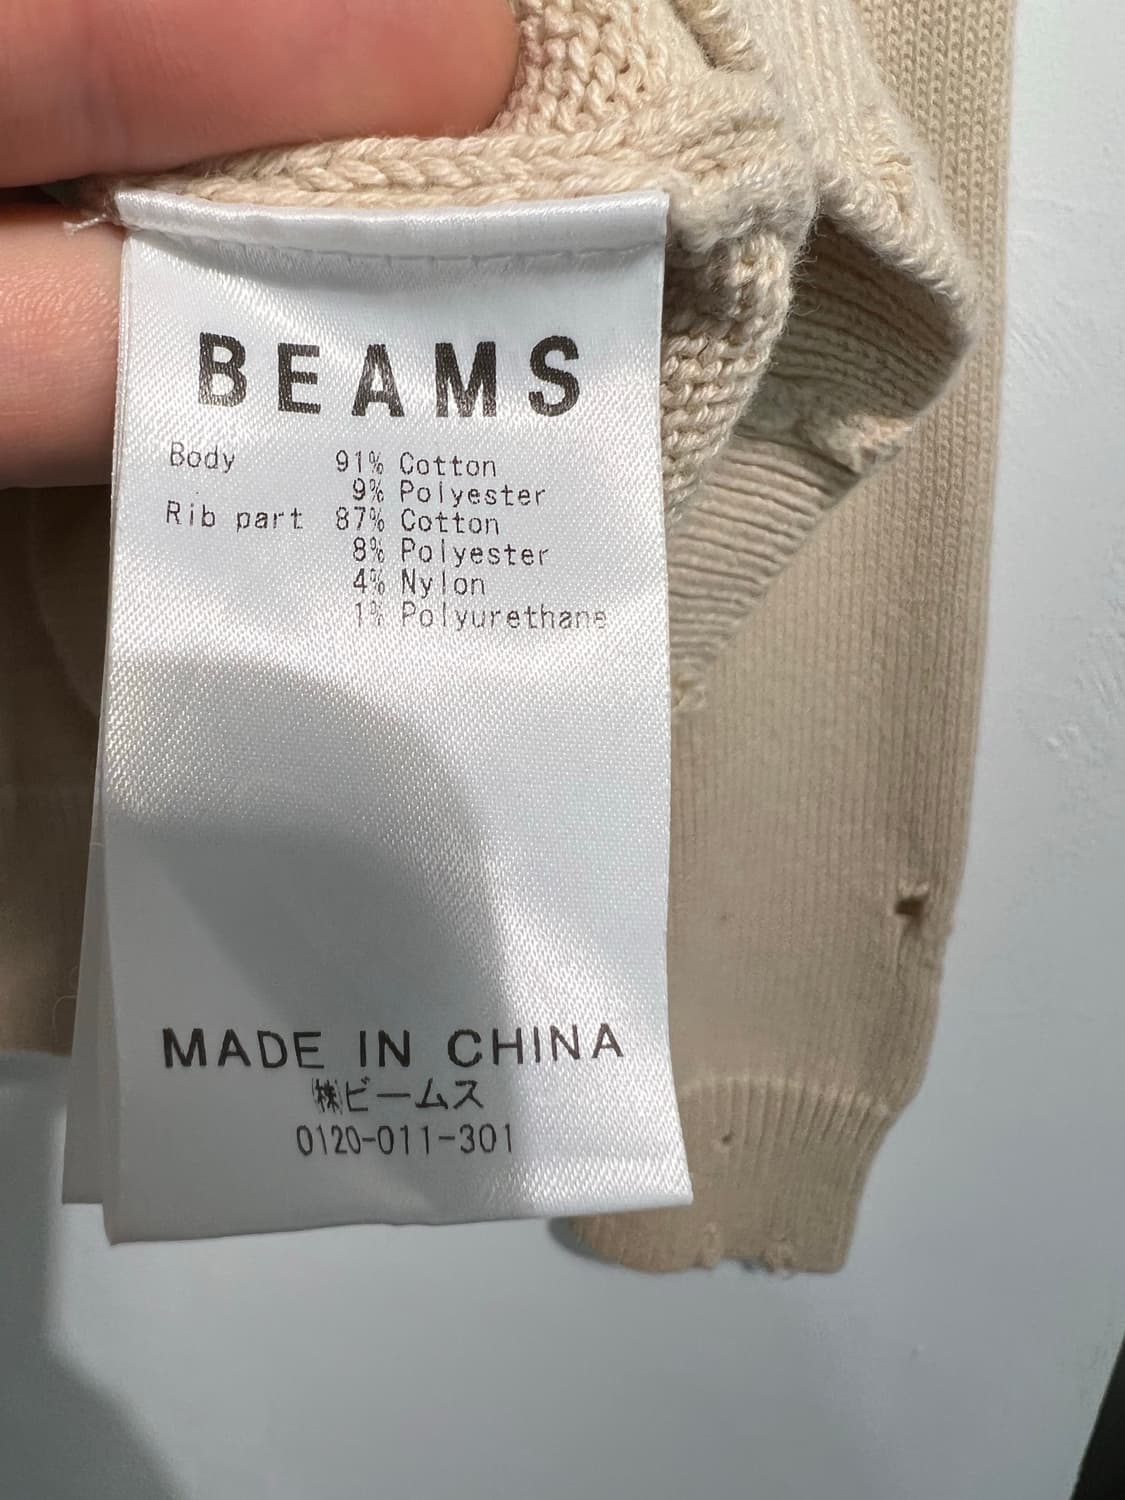 BEAMS
Body 91% Cotton
9% Polyester
Rib part 87% Cotton
8% Polyester
4% Nylon
1% Polyurethane
MADE IN CHINA
㈱ビームス
0120-011-301